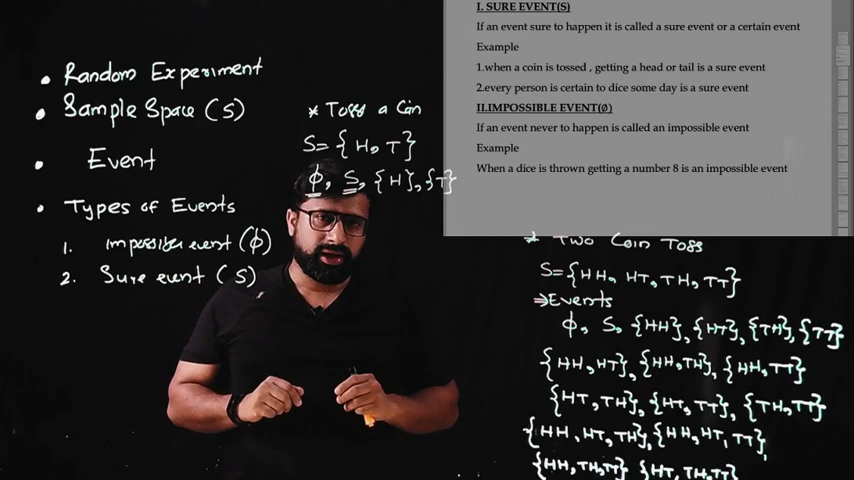 • Random Experiment
• Sample Space (S)
• Event
• Types of Events
1. impossible event (ϕ)
2. Sure event (S)
* Toss a Coin
S = { H, T }
ϕ, S, {H}, {T}
I. SURE EVENT(S)
If an event sure to happen it is called a sure event or a certain event
Example
1.when a coin is tossed , getting a head or tail is a sure event
2.every person is certain to dice some day is a sure event
II.IMPOSSIBLE EVENT(∅)
If an event never to happen is called an impossible event
Example
When a dice is thrown getting a number 8 is an impossible event
* Two Coin Toss
S = {HH, HT, TH, TT}
⇒Events
ϕ, S, {HH}, {HT}, {TH}, {TT}
{HH, HT}, {HH, TH}, {HH, TT}
{HT, TH}, {HT, TT}, {TH, TT}
{HH, HT, TH}, {HH, HT, TT},
{HH, TH, TT} {HT, TH, TT}